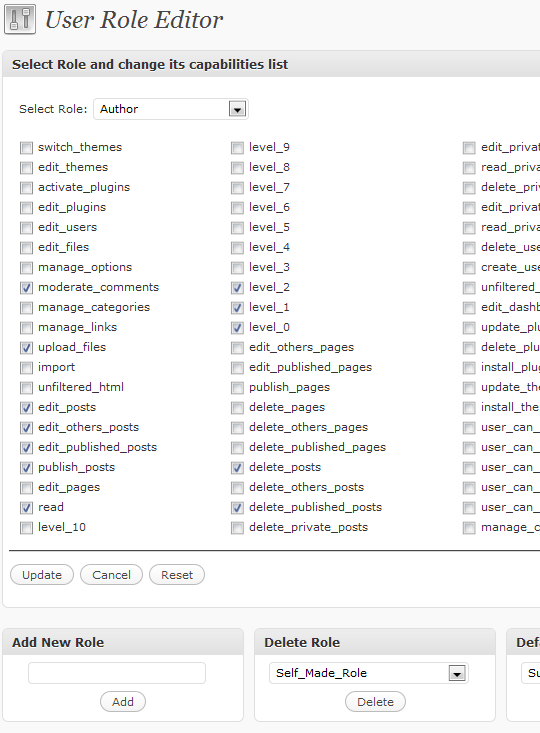 User Role Editor
Select Role and change its capabilities list
Select Role: Author
switch_themes
edit_themes
activate_plugins
edit_plugins
edit_users
edit_files
manage_options
moderate_comments
manage_categories
manage_links
upload_files
import
unfiltered_html
edit_posts
edit_others_posts
edit_published_posts
publish_posts
edit_pages
read
level_10
level_9
level_8
level_7
level_6
level_5
level_4
level_3
level_2
level_1
level_0
edit_others_pages
edit_published_pages
publish_pages
delete_pages
delete_others_pages
delete_published_pages
delete_posts
delete_others_posts
delete_published_posts
delete_private_posts
edit_priva
read_priva
delete_priv
edit_privat
read_priva
delete_use
create_use
unfiltered_
edit_dashb
update_plu
delete_plu
install_plug
update_the
install_the
user_can_
user_can_
user_can_
user_can_
user_can_
manage_c
Update Cancel Reset
Add New Role
Add
Delete Role
Self_Made_Role
Delete
Def
Su